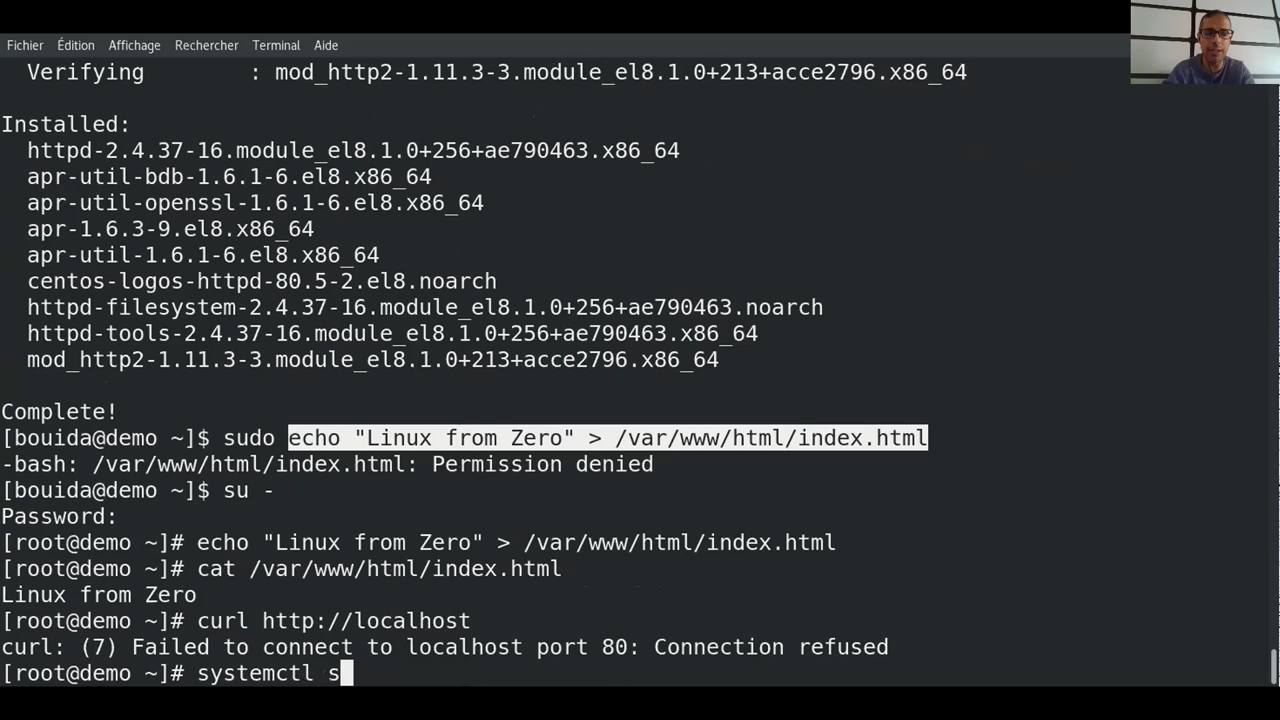 Fichier Édition Affichage Rechercher Terminal Aide
Verifying : mod_http2-1.11.3-3.module_el8.1.0+213+acce2796.x86_64
Installed:
httpd-2.4.37-16.module_el8.1.0+256+ae790463.x86_64
apr-util-bdb-1.6.1-6.el8.x86_64
apr-util-openssl-1.6.1-6.el8.x86_64
apr-1.6.3-9.el8.x86_64
apr-util-1.6.1-6.el8.x86_64
centos-logos-httpd-80.5-2.el8.noarch
httpd-filesystem-2.4.37-16.module_el8.1.0+256+ae790463.noarch
httpd-tools-2.4.37-16.module_el8.1.0+256+ae790463.x86_64
mod_http2-1.11.3-3.module_el8.1.0+213+acce2796.x86_64
Complete!
[bouida@demo ~]$ sudo echo "Linux from Zero" > /var/www/html/index.html
-bash: /var/www/html/index.html: Permission denied
[bouida@demo ~]$ su -
Password:
[root@demo ~]# echo "Linux from Zero" > /var/www/html/index.html
[root@demo ~]# cat /var/www/html/index.html
Linux from Zero
[root@demo ~]# curl http://localhost
curl: (7) Failed to connect to localhost port 80: Connection refused
[root@demo ~]# systemctl s